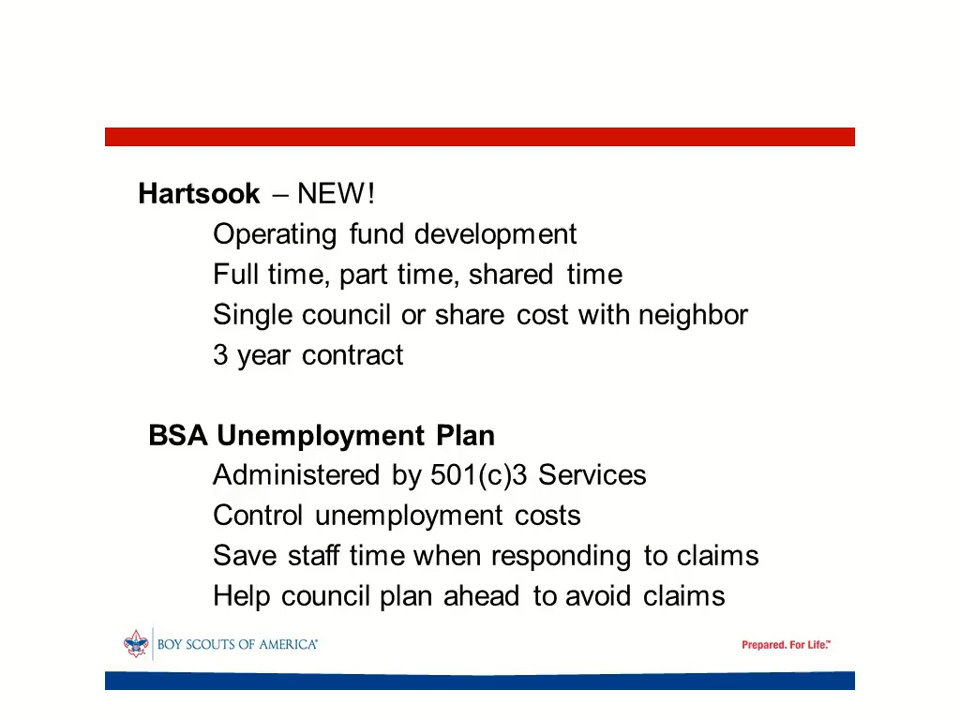 Hartsook – NEW!
Operating fund development
Full time, part time, shared time
Single council or share cost with neighbor
3 year contract
BSA Unemployment Plan
Administered by 501(c)3 Services
Control unemployment costs
Save staff time when responding to claims
Help council plan ahead to avoid claims
BOY SCOUTS OF AMERICA®
Prepared. For Life.™